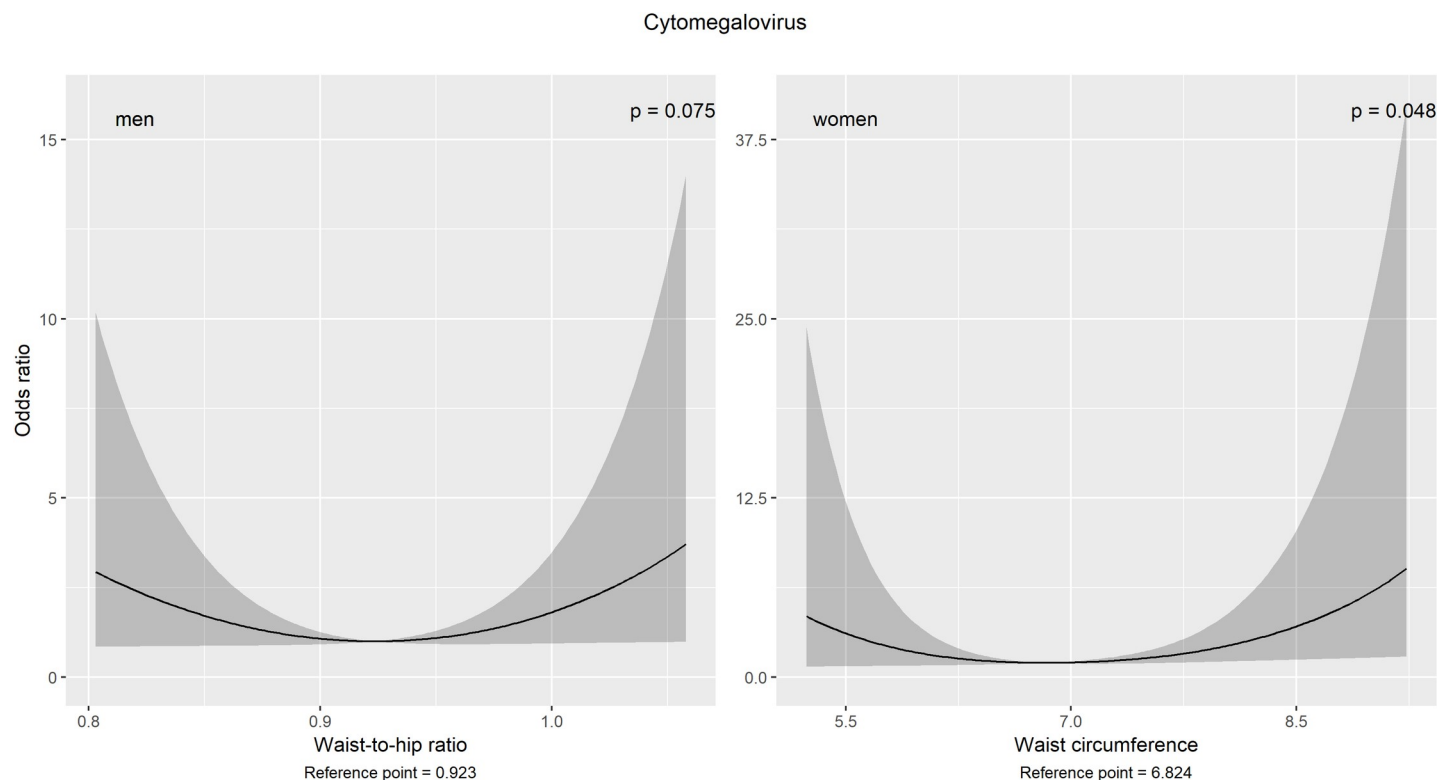 Cytomegalovirus
men
p = 0.075
15
10
5
0
Odds ratio
0.8 0.9 1.0
Waist-to-hip ratio
Reference point = 0.923
women
p = 0.048
37.5
25.0
12.5
0.0
5.5 7.0 8.5
Waist circumference
Reference point = 6.824